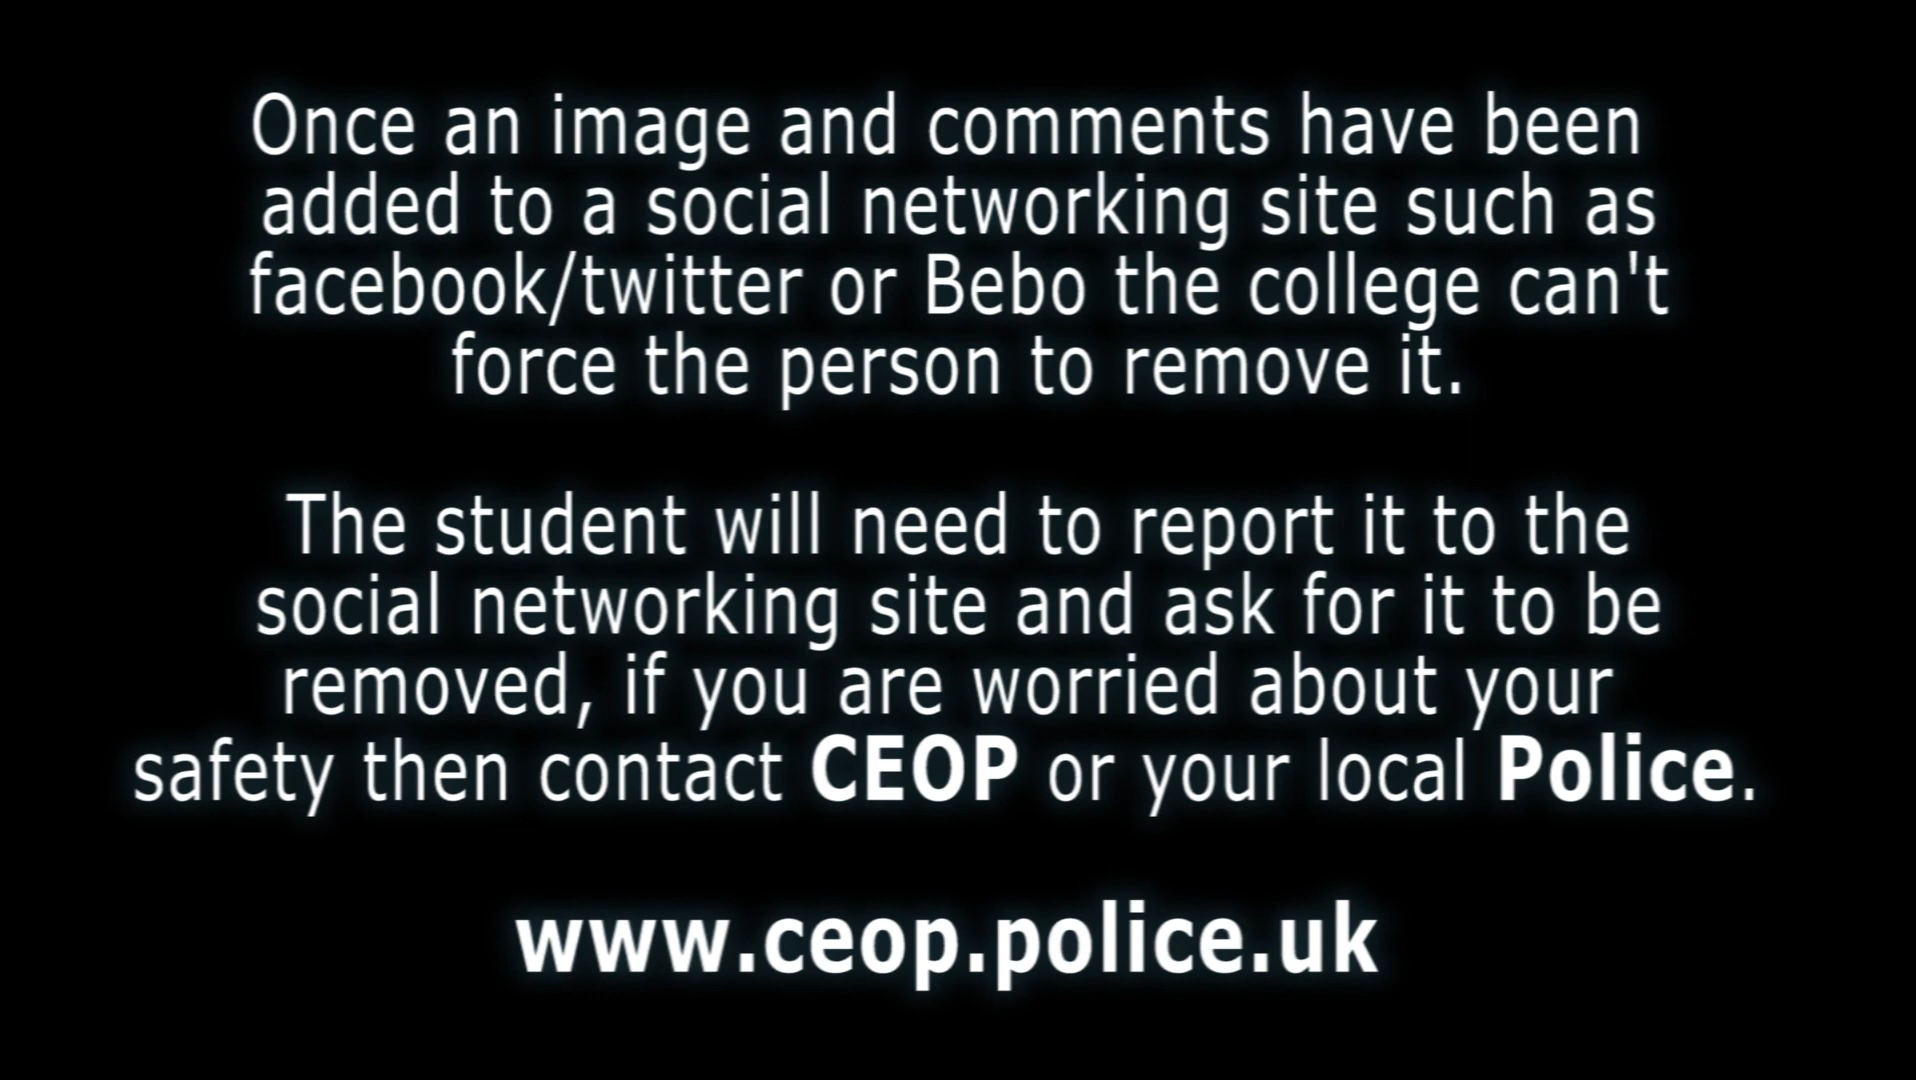 Once an image and comments have been
added to a social networking site such as
facebook/twitter or Bebo the college can't
force the person to remove it.
The student will need to report it to the
social networking site and ask for it to be
removed, if you are worried about your
safety then contact CEOP or your local Police.
www.ceop.police.uk